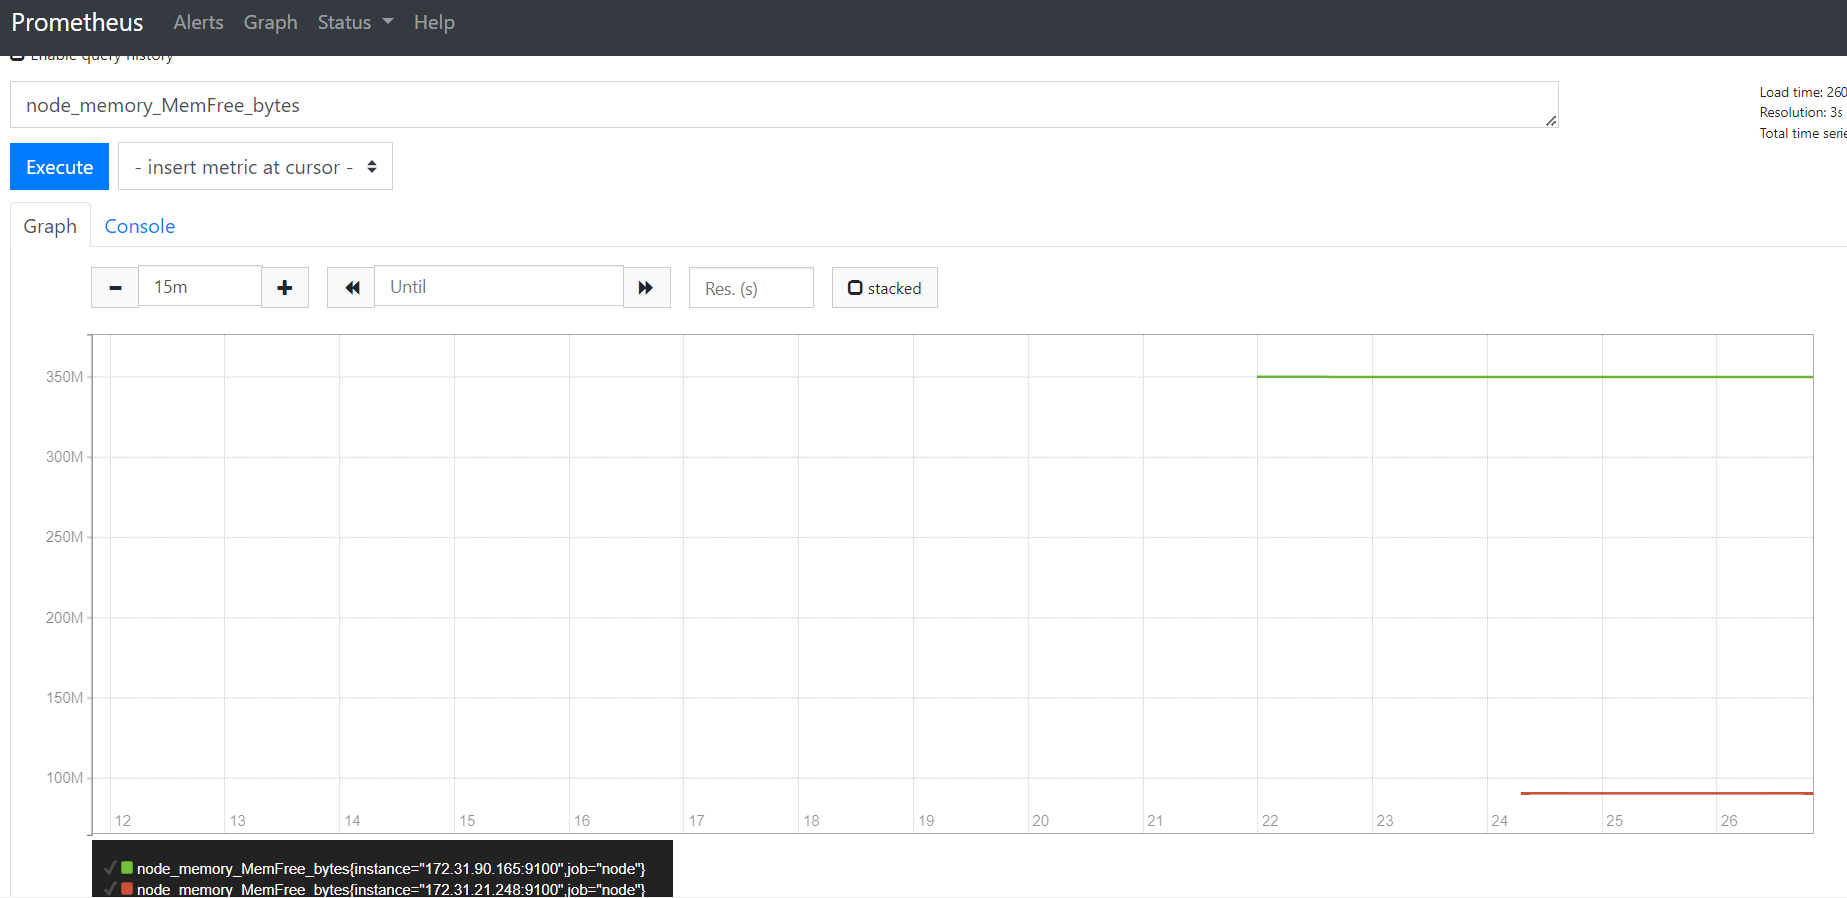 Prometheus Alerts Graph Status Help
Enable query history
node_memory_MemFree_bytes
Load time: 260
Resolution: 3s
Total time serie
Execute - insert metric at cursor -
Graph Console
15m Until Res. (s) stacked
350M
300M
250M
200M
150M
100M
12 13 14 15 16 17 18 19 20 21 22 23 24 25 26
node_memory_MemFree_bytes{instance="172.31.90.165:9100",job="node"}
node_memory_MemFree_bytes{instance="172.31.21.248:9100",job="node"}